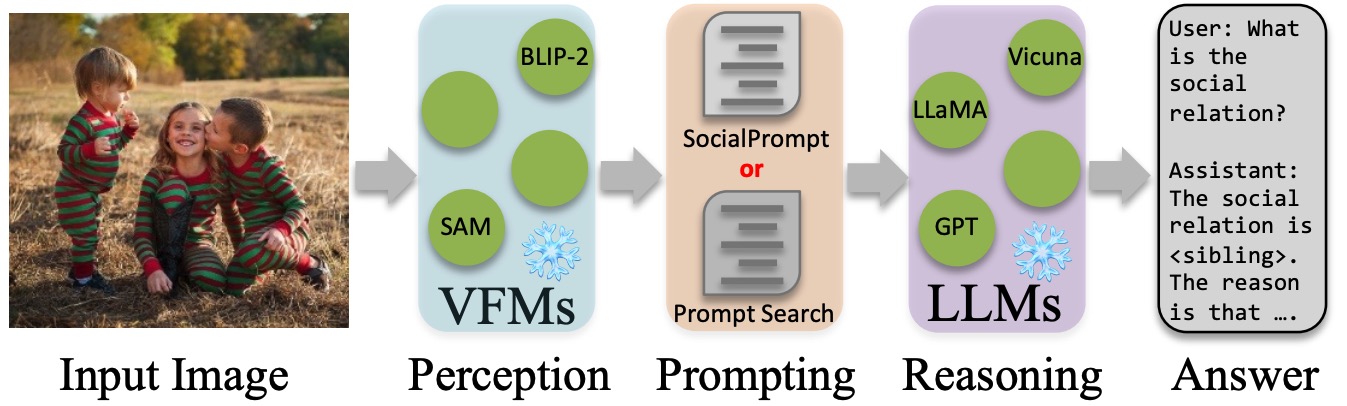 BLIP-2
SAM
VFMs
SocialPrompt
or
Prompt Search
Vicuna
LLaMA
GPT
LLMs
User: What
is the
social
relation?
Assistant:
The social
relation is
<sibling>.
The reason
is that ….
Input Image
Perception
Prompting
Reasoning
Answer